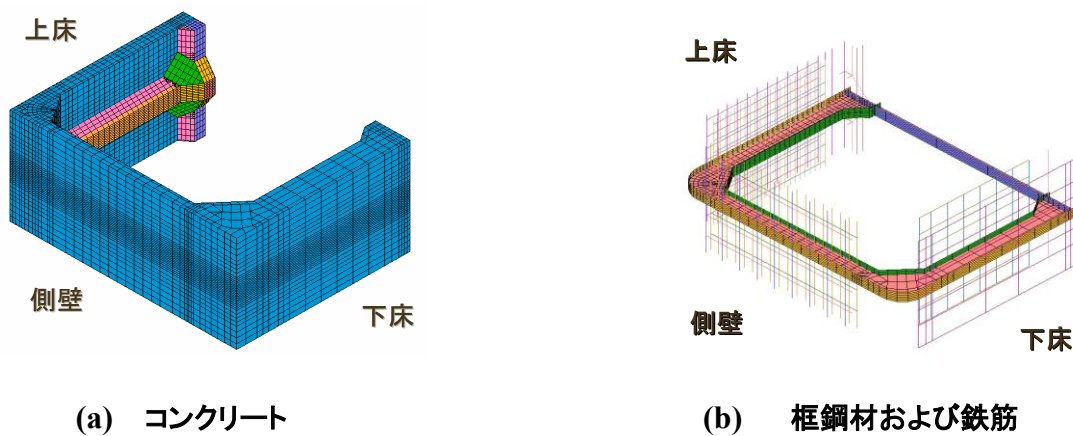 上床
側壁
下床
(a) コンクリート
上床
側壁
下床
(b) 框鋼材および鉄筋